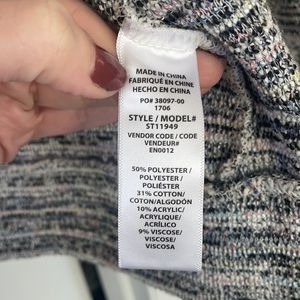 MADE IN CHINA
FABRIQUÉ EN CHINE
HECHO EN CHINA
PO# 38097-00
1706
STYLE / MODEL#
ST11949
VENDOR CODE / CODE
VENDEUR#
EN0012
50% POLYESTER /
POLYESTER /
POLIÉSTER
31% COTTON/
COTON/ALGODÓN
10% ACRYLIC/
ACRYLIQUE/
ACRÍLICO
9% VISCOSE/
VISCOSE/
VISCOSA